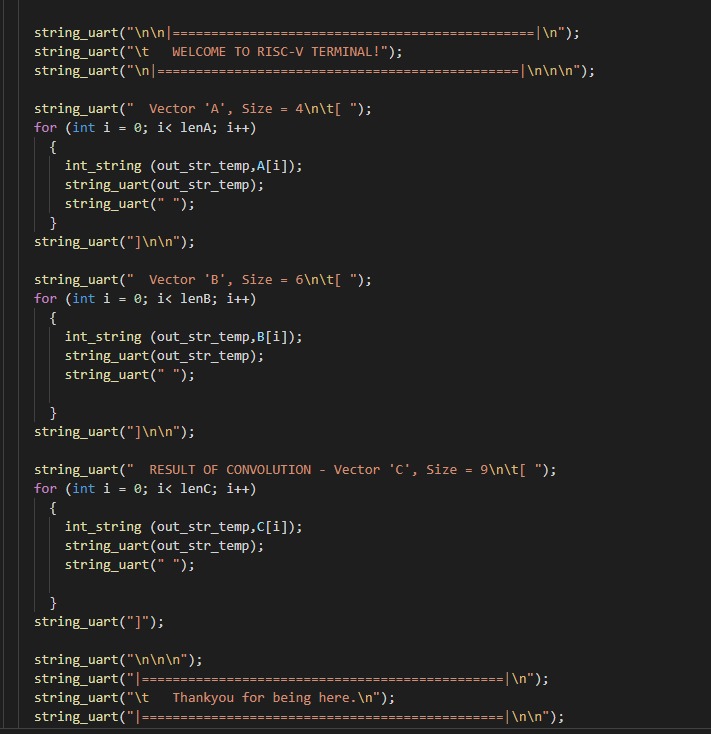 string_uart("\n\n|===============================================|\n");
string_uart("\t   WELCOME TO RISC-V TERMINAL!");
string_uart("\n|===============================================|\n\n\n");
string_uart("  Vector 'A', Size = 4\n\t[ ");
for (int i = 0; i< lenA; i++)
{
int_string (out_str_temp,A[i]);
string_uart(out_str_temp);
string_uart(" ");
}
string_uart("]\n\n");
string_uart("  Vector 'B', Size = 6\n\t[ ");
for (int i = 0; i< lenB; i++)
{
int_string (out_str_temp,B[i]);
string_uart(out_str_temp);
string_uart(" ");
}
string_uart("]\n\n");
string_uart("  RESULT OF CONVOLUTION - Vector 'C', Size = 9\n\t[ ");
for (int i = 0; i< lenC; i++)
{
int_string (out_str_temp,C[i]);
string_uart(out_str_temp);
string_uart(" ");
}
string_uart("]");
string_uart("\n\n\n");
string_uart("|===============================================|\n");
string_uart("\t   Thankyou for being here.\n");
string_uart("|===============================================|\n\n");